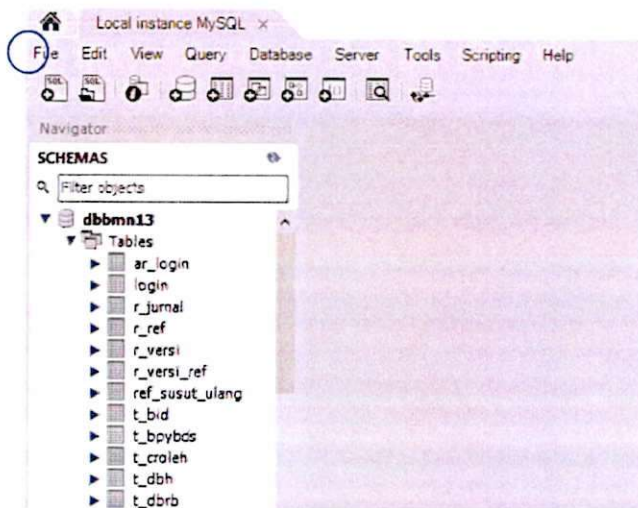 Local instance MySQL ×
File Edit View Query Database Server Tools Scripting Help
Navigator
SCHEMAS
Filter objects
dbbmn13
Tables
ar_login
login
r_jurnal
r_ref
r_versi
r_versi_ref
ref_susut_ulang
t_bid
t_bpybds
t_croleh
t_dbh
t_dbrb